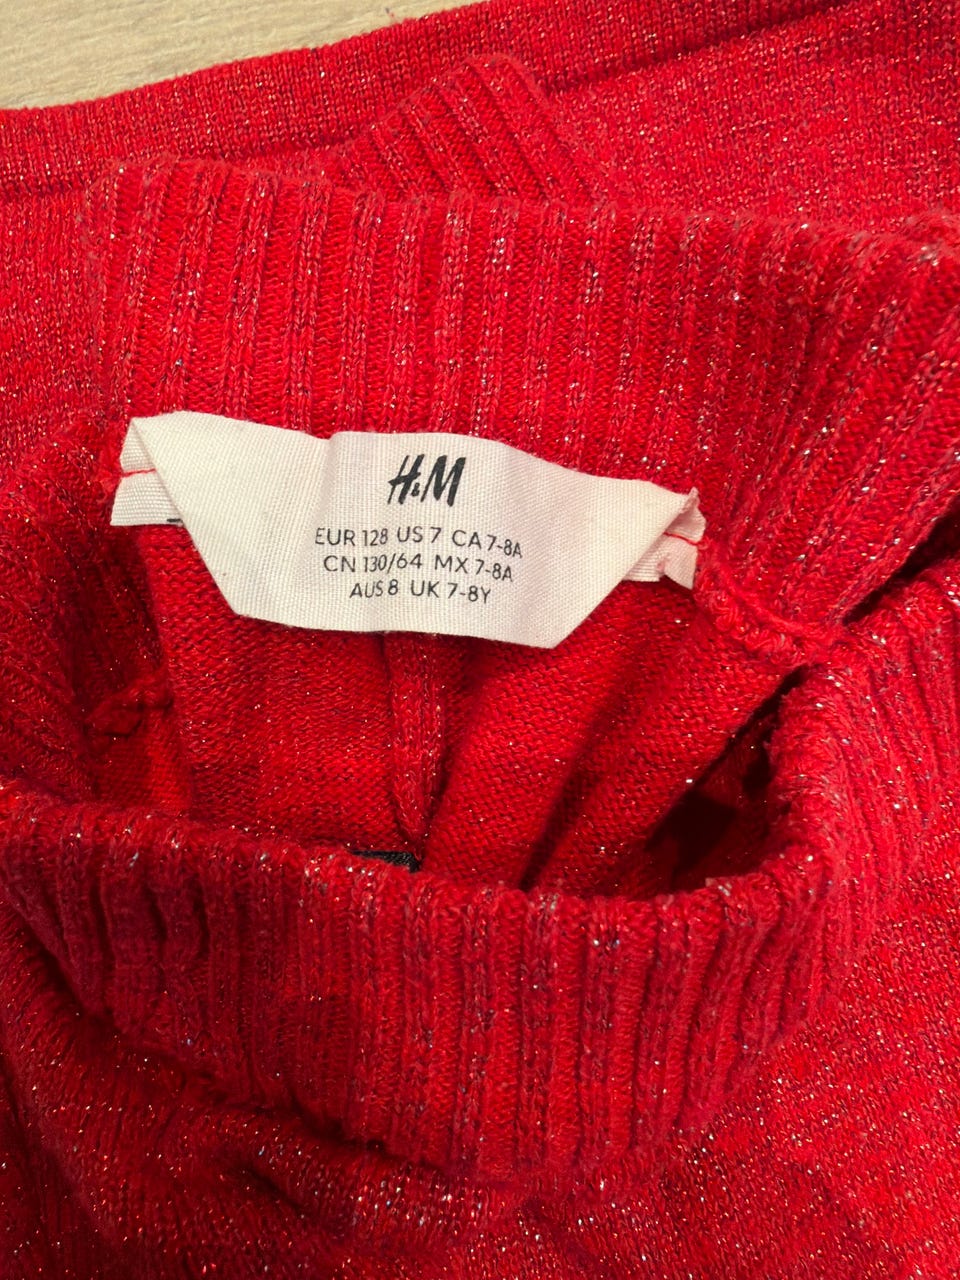 H&M
EUR 128 US 7 CA 7-8A
CN 130/64 MX 7-8A
AUS 8 UK 7-8Y